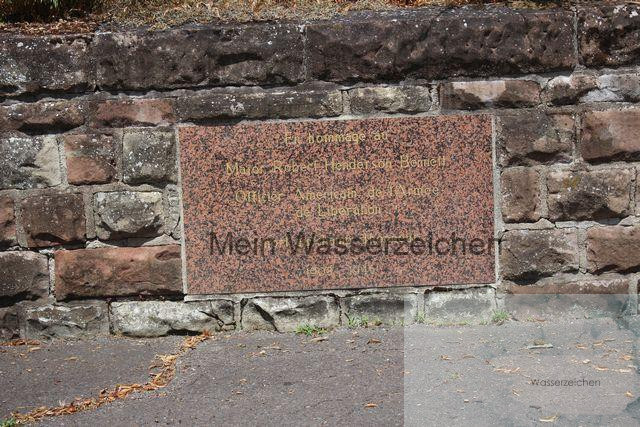 En hommage au
Major Robert Henderson Bennett
Officier Américain de l'Armée
de Libération
Mein Wasserzeichen
Wasserzeichen